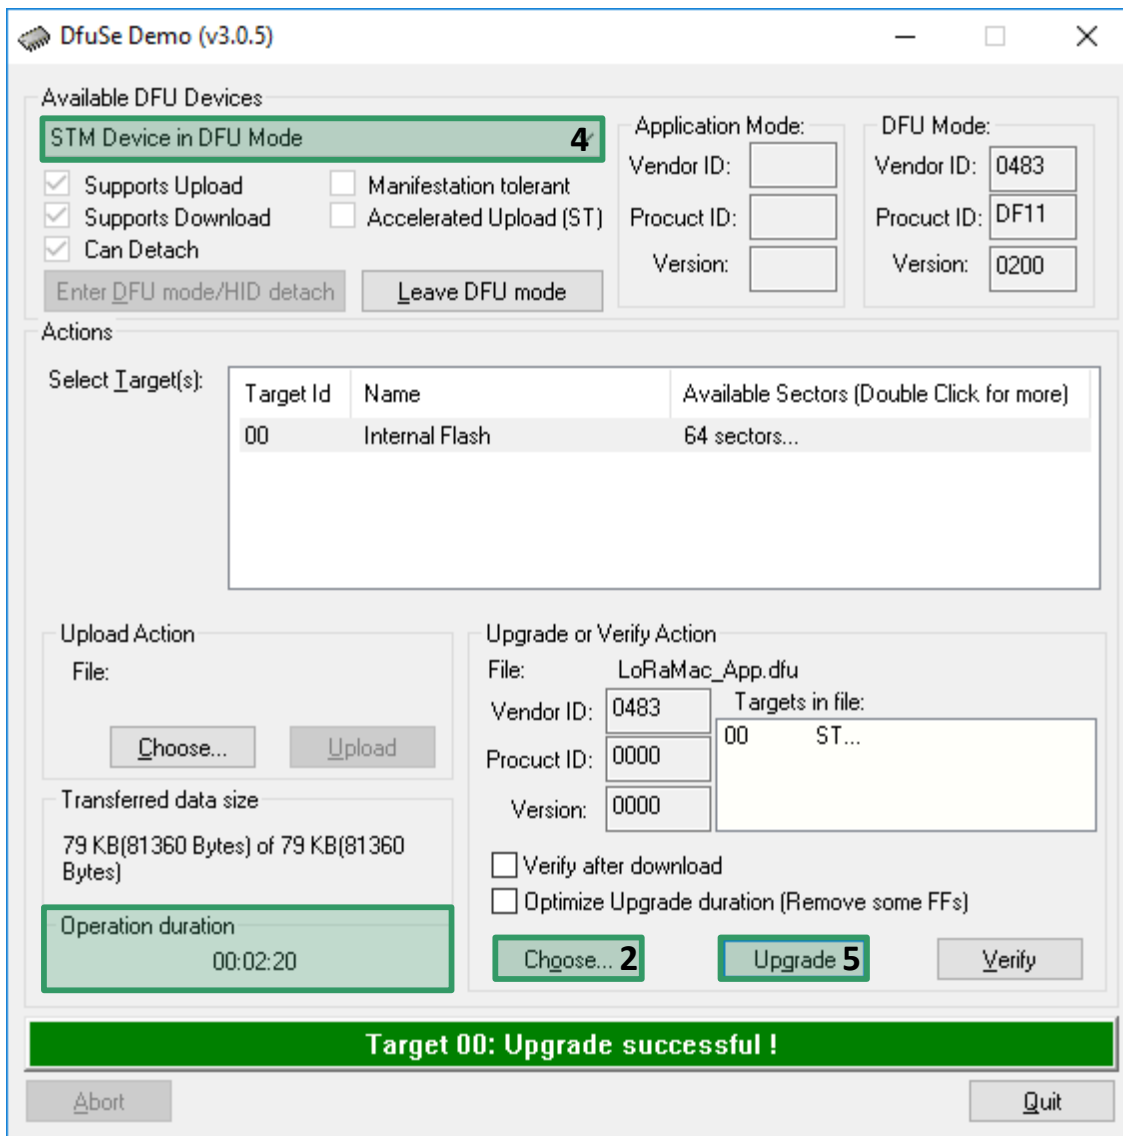 DfuSe Demo (v3.0.5)
Available DFU Devices
STM Device in DFU Mode 4
Supports Upload
Manifestation tolerant
Supports Download
Accelerated Upload (ST)
Can Detach
Enter DFU mode/HID detach
Leave DFU mode
Application Mode:
Vendor ID:
Procuct ID:
Version:
DFU Mode:
Vendor ID: 0483
Procuct ID: DF11
Version: 0200
Actions
Select Target(s):
Target Id Name Available Sectors (Double Click for more)
00 Internal Flash 64 sectors...
Upload Action
File:
Choose... Upload
Transferred data size
79 KB(81360 Bytes) of 79 KB(81360
Bytes)
Operation duration
00:02:20
Upgrade or Verify Action
File: LoRaMac_App.dfu
Vendor ID: 0483
Procuct ID: 0000
Version: 0000
Targets in file:
00 ST...
Verify after download
Optimize Upgrade duration (Remove some FFs)
Choose... 2 Upgrade 5 Verify
Target 00: Upgrade successful !
Abort Quit